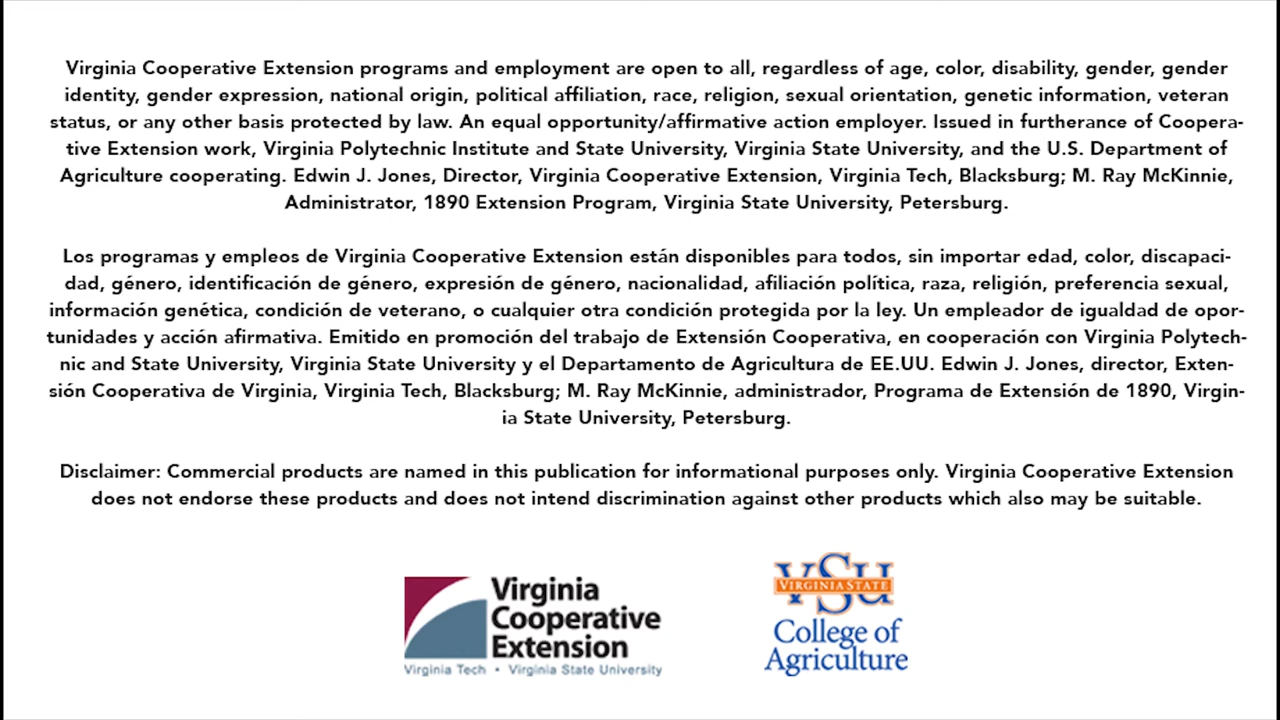 Virginia Cooperative Extension programs and employment are open to all, regardless of age, color, disability, gender, gender
identity, gender expression, national origin, political affiliation, race, religion, sexual orientation, genetic information, veteran
status, or any other basis protected by law. An equal opportunity/affirmative action employer. Issued in furtherance of Coopera-
tive Extension work, Virginia Polytechnic Institute and State University, Virginia State University, and the U.S. Department of
Agriculture cooperating. Edwin J. Jones, Director, Virginia Cooperative Extension, Virginia Tech, Blacksburg; M. Ray McKinnie,
Administrator, 1890 Extension Program, Virginia State University, Petersburg.
Los programas y empleos de Virginia Cooperative Extension están disponibles para todos, sin importar edad, color, discapaci-
dad, género, identificación de género, expresión de género, nacionalidad, afiliación política, raza, religión, preferencia sexual,
información genética, condición de veterano, o cualquier otra condición protegida por la ley. Un empleador de igualdad de opor-
tunidades y acción afirmativa. Emitido en promoción del trabajo de Extensión Cooperativa, en cooperación con Virginia Polytech-
nic and State University, Virginia State University y el Departamento de Agricultura de EE.UU. Edwin J. Jones, director, Exten-
sión Cooperativa de Virginia, Virginia Tech, Blacksburg; M. Ray McKinnie, administrador, Programa de Extensión de 1890, Virgin-
ia State University, Petersburg.
Disclaimer: Commercial products are named in this publication for informational purposes only. Virginia Cooperative Extension
does not endorse these products and does not intend discrimination against other products which also may be suitable.
Virginia
Cooperative
Extension
Virginia Tech • Virginia State University
VSU
VIRGINIA STATE
College of
Agriculture